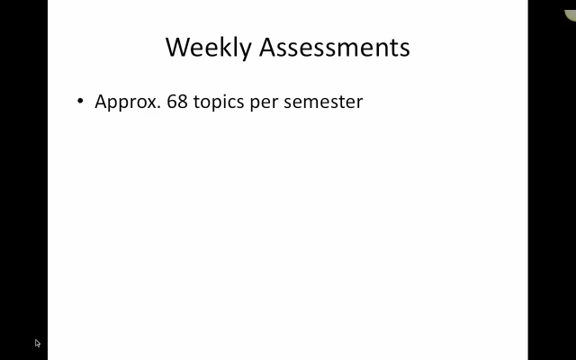 Weekly Assessments
• Approx. 68 topics per semester